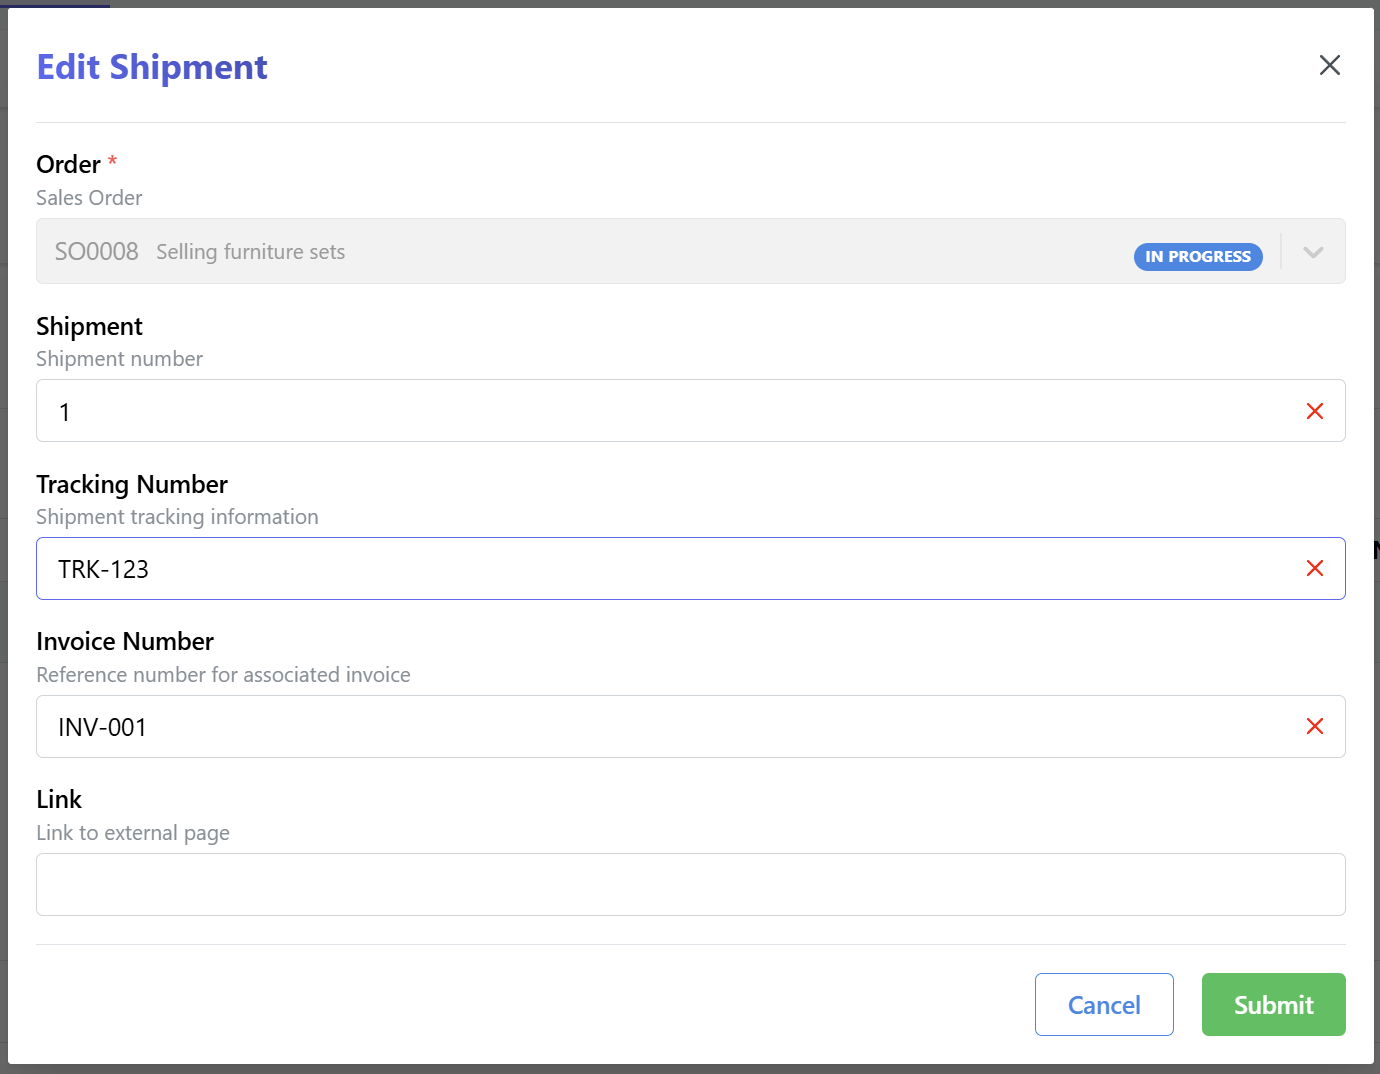 Edit Shipment
Order *
Sales Order
SO0008 Selling furniture sets IN PROGRESS
Shipment
Shipment number
1
Tracking Number
Shipment tracking information
TRK-123
Invoice Number
Reference number for associated invoice
INV-001
Link
Link to external page
Cancel Submit